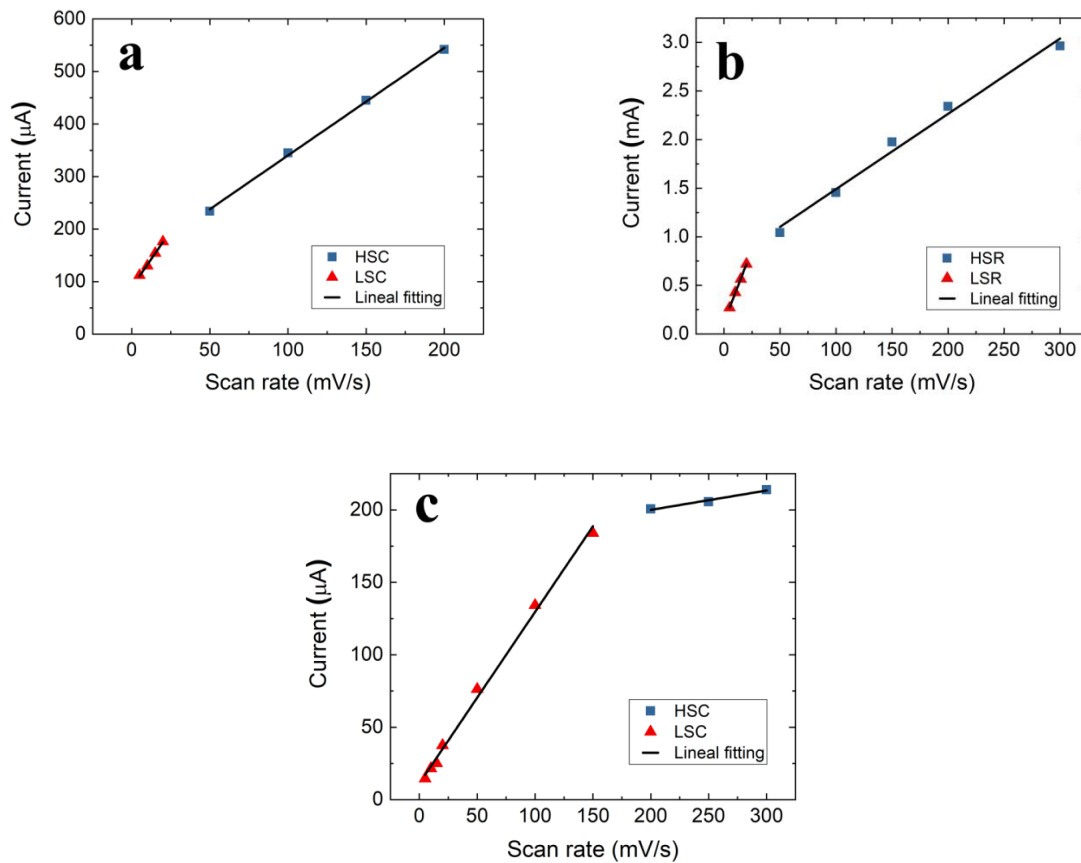 a
600
500
400
300
200
100
0
Current (μA)
HSC
LSC
Lineal fitting
0 50 100 150 200
Scan rate (mV/s)
b
3.0
2.5
2.0
1.5
1.0
0.5
0.0
Current (mA)
HSR
LSR
Lineal fitting
0 50 100 150 200 250 300
Scan rate (mV/s)
c
200
150
100
50
0
Current (μA)
HSC
LSC
Lineal fitting
0 50 100 150 200 250 300
Scan rate (mV/s)